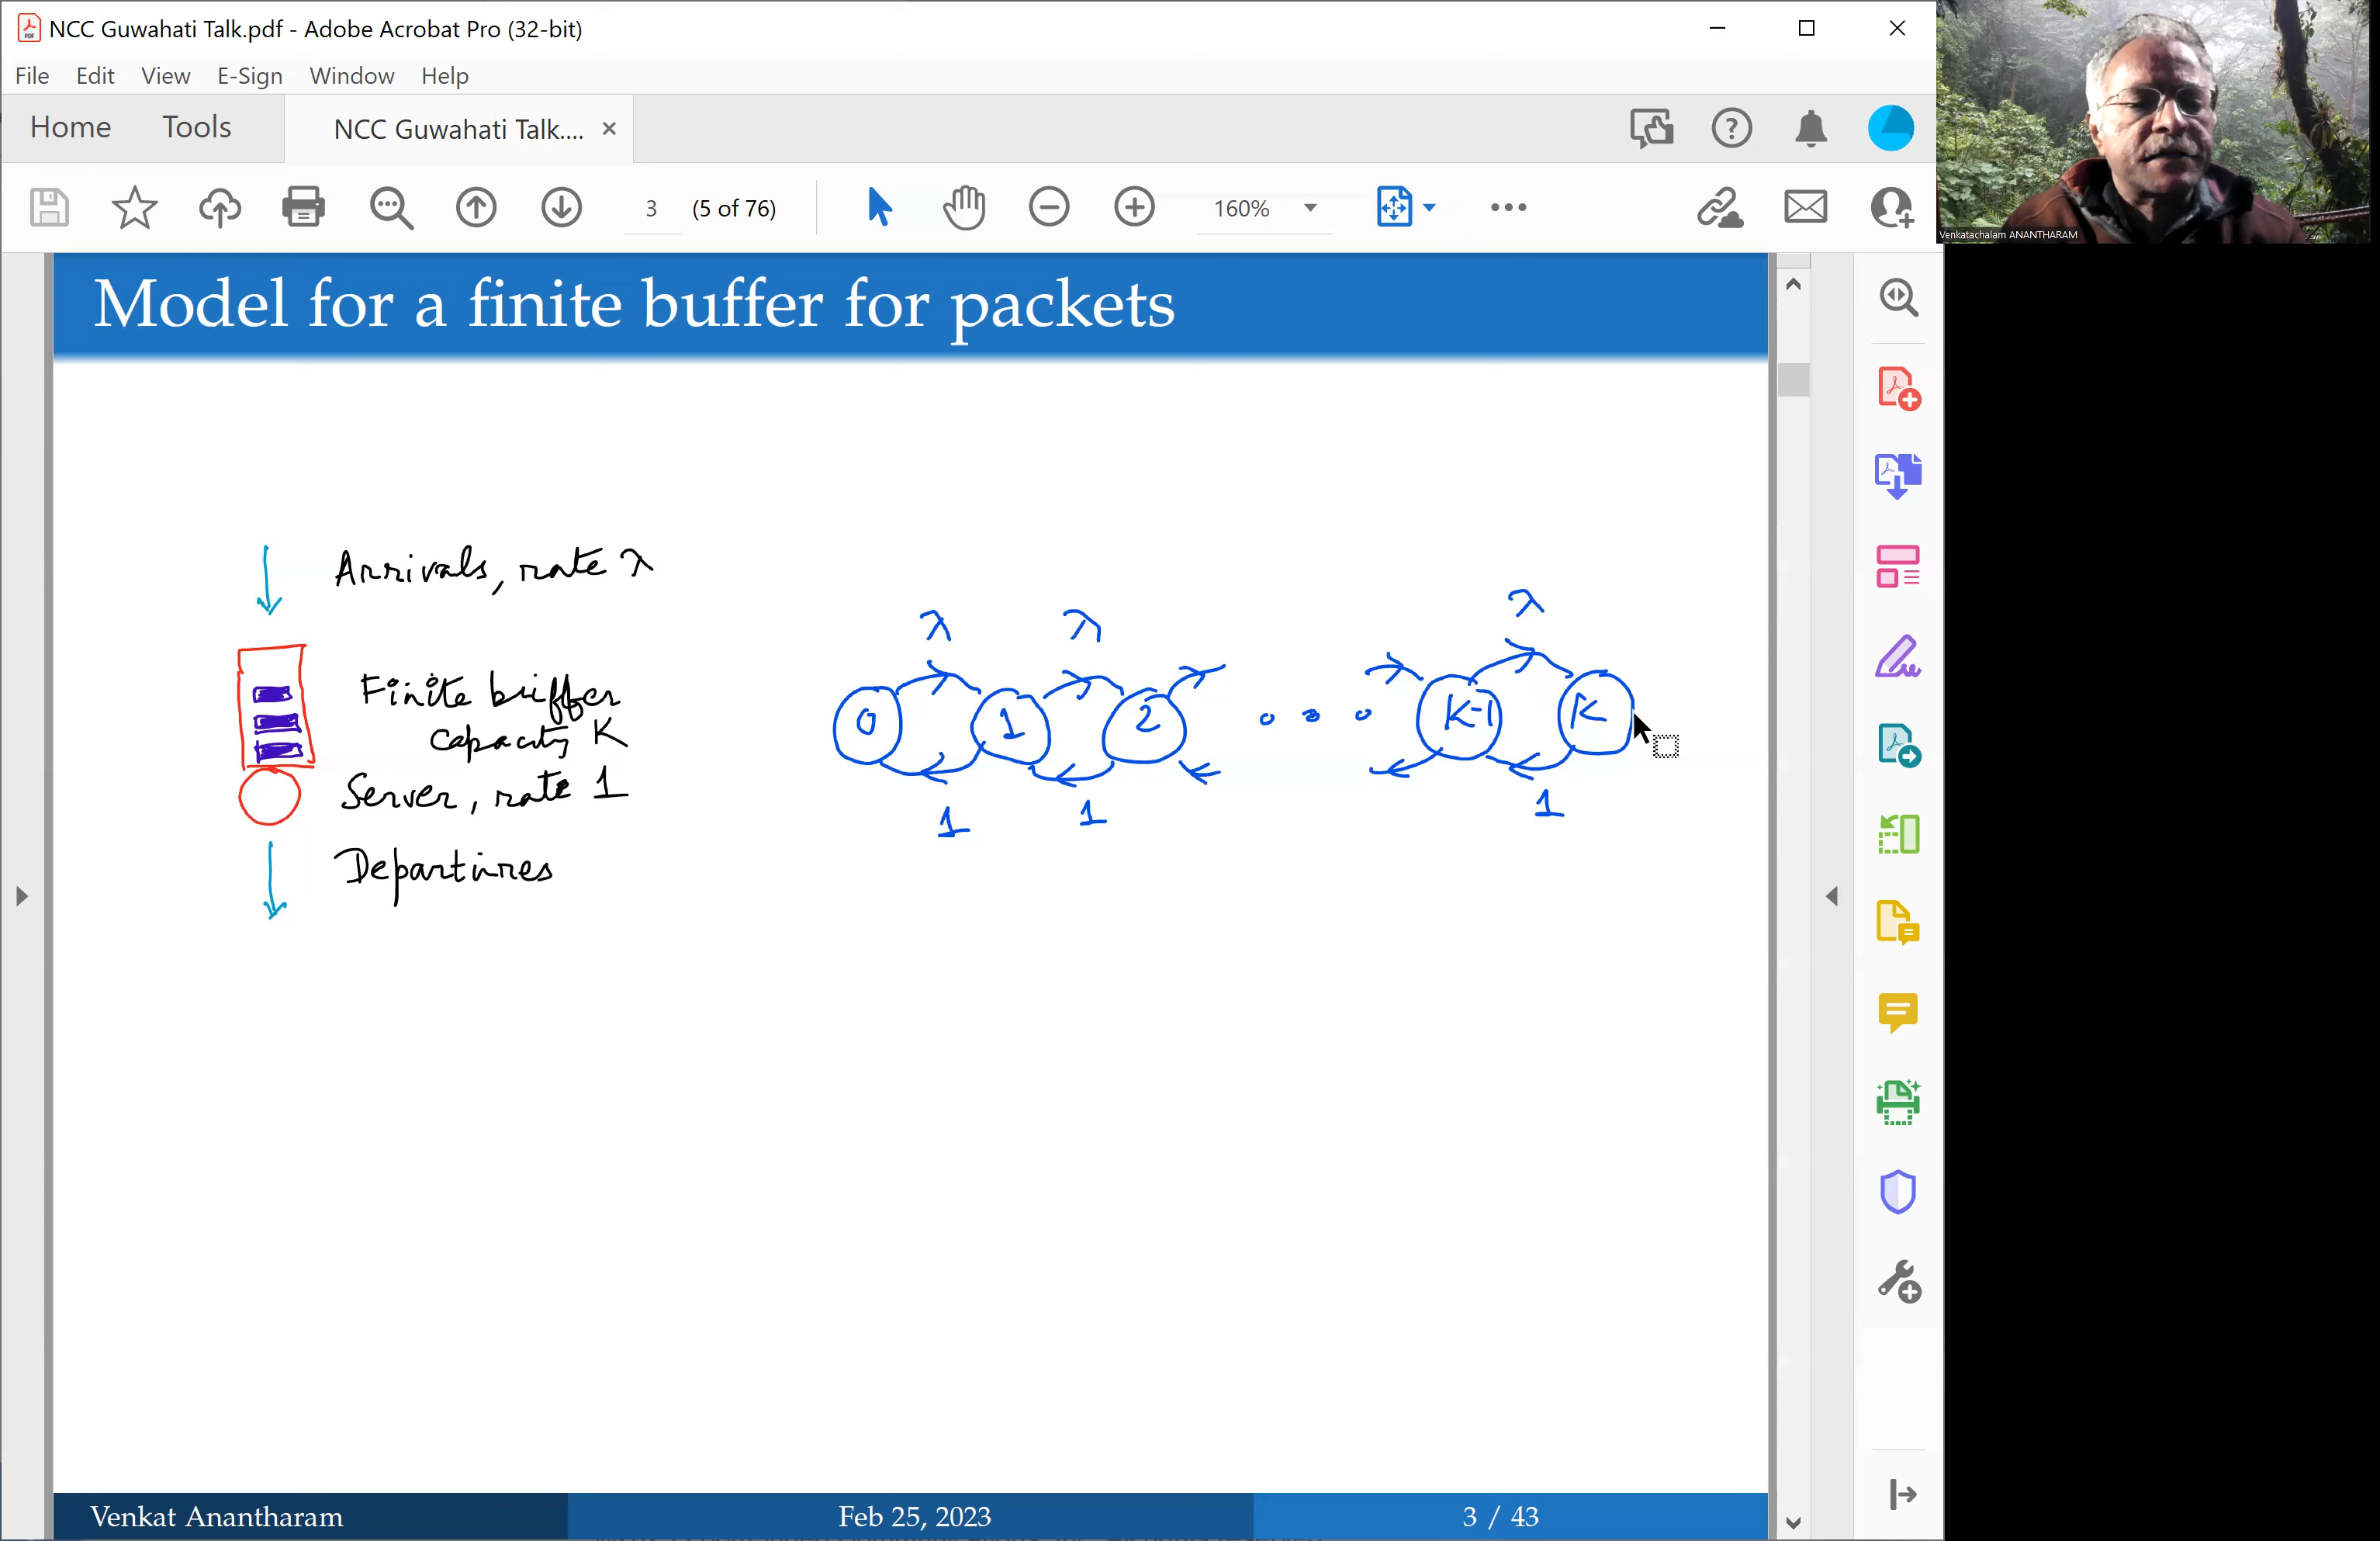 NCC Guwahati Talk.pdf - Adobe Acrobat Pro (32-bit)
File Edit View E-Sign Window Help
Home Tools NCC Guwahati Talk.... ×
3 (5 of 76) 160%
Venkatachalam ANANTHARAM
Model for a finite buffer for packets
Arrivals, rate λ
Finite buffer
capacity K
Server, rate 1
Departures
λ λ λ
0 1 2 K-1 K
1 1 1
Venkat Anantharam Feb 25, 2023 3 / 43